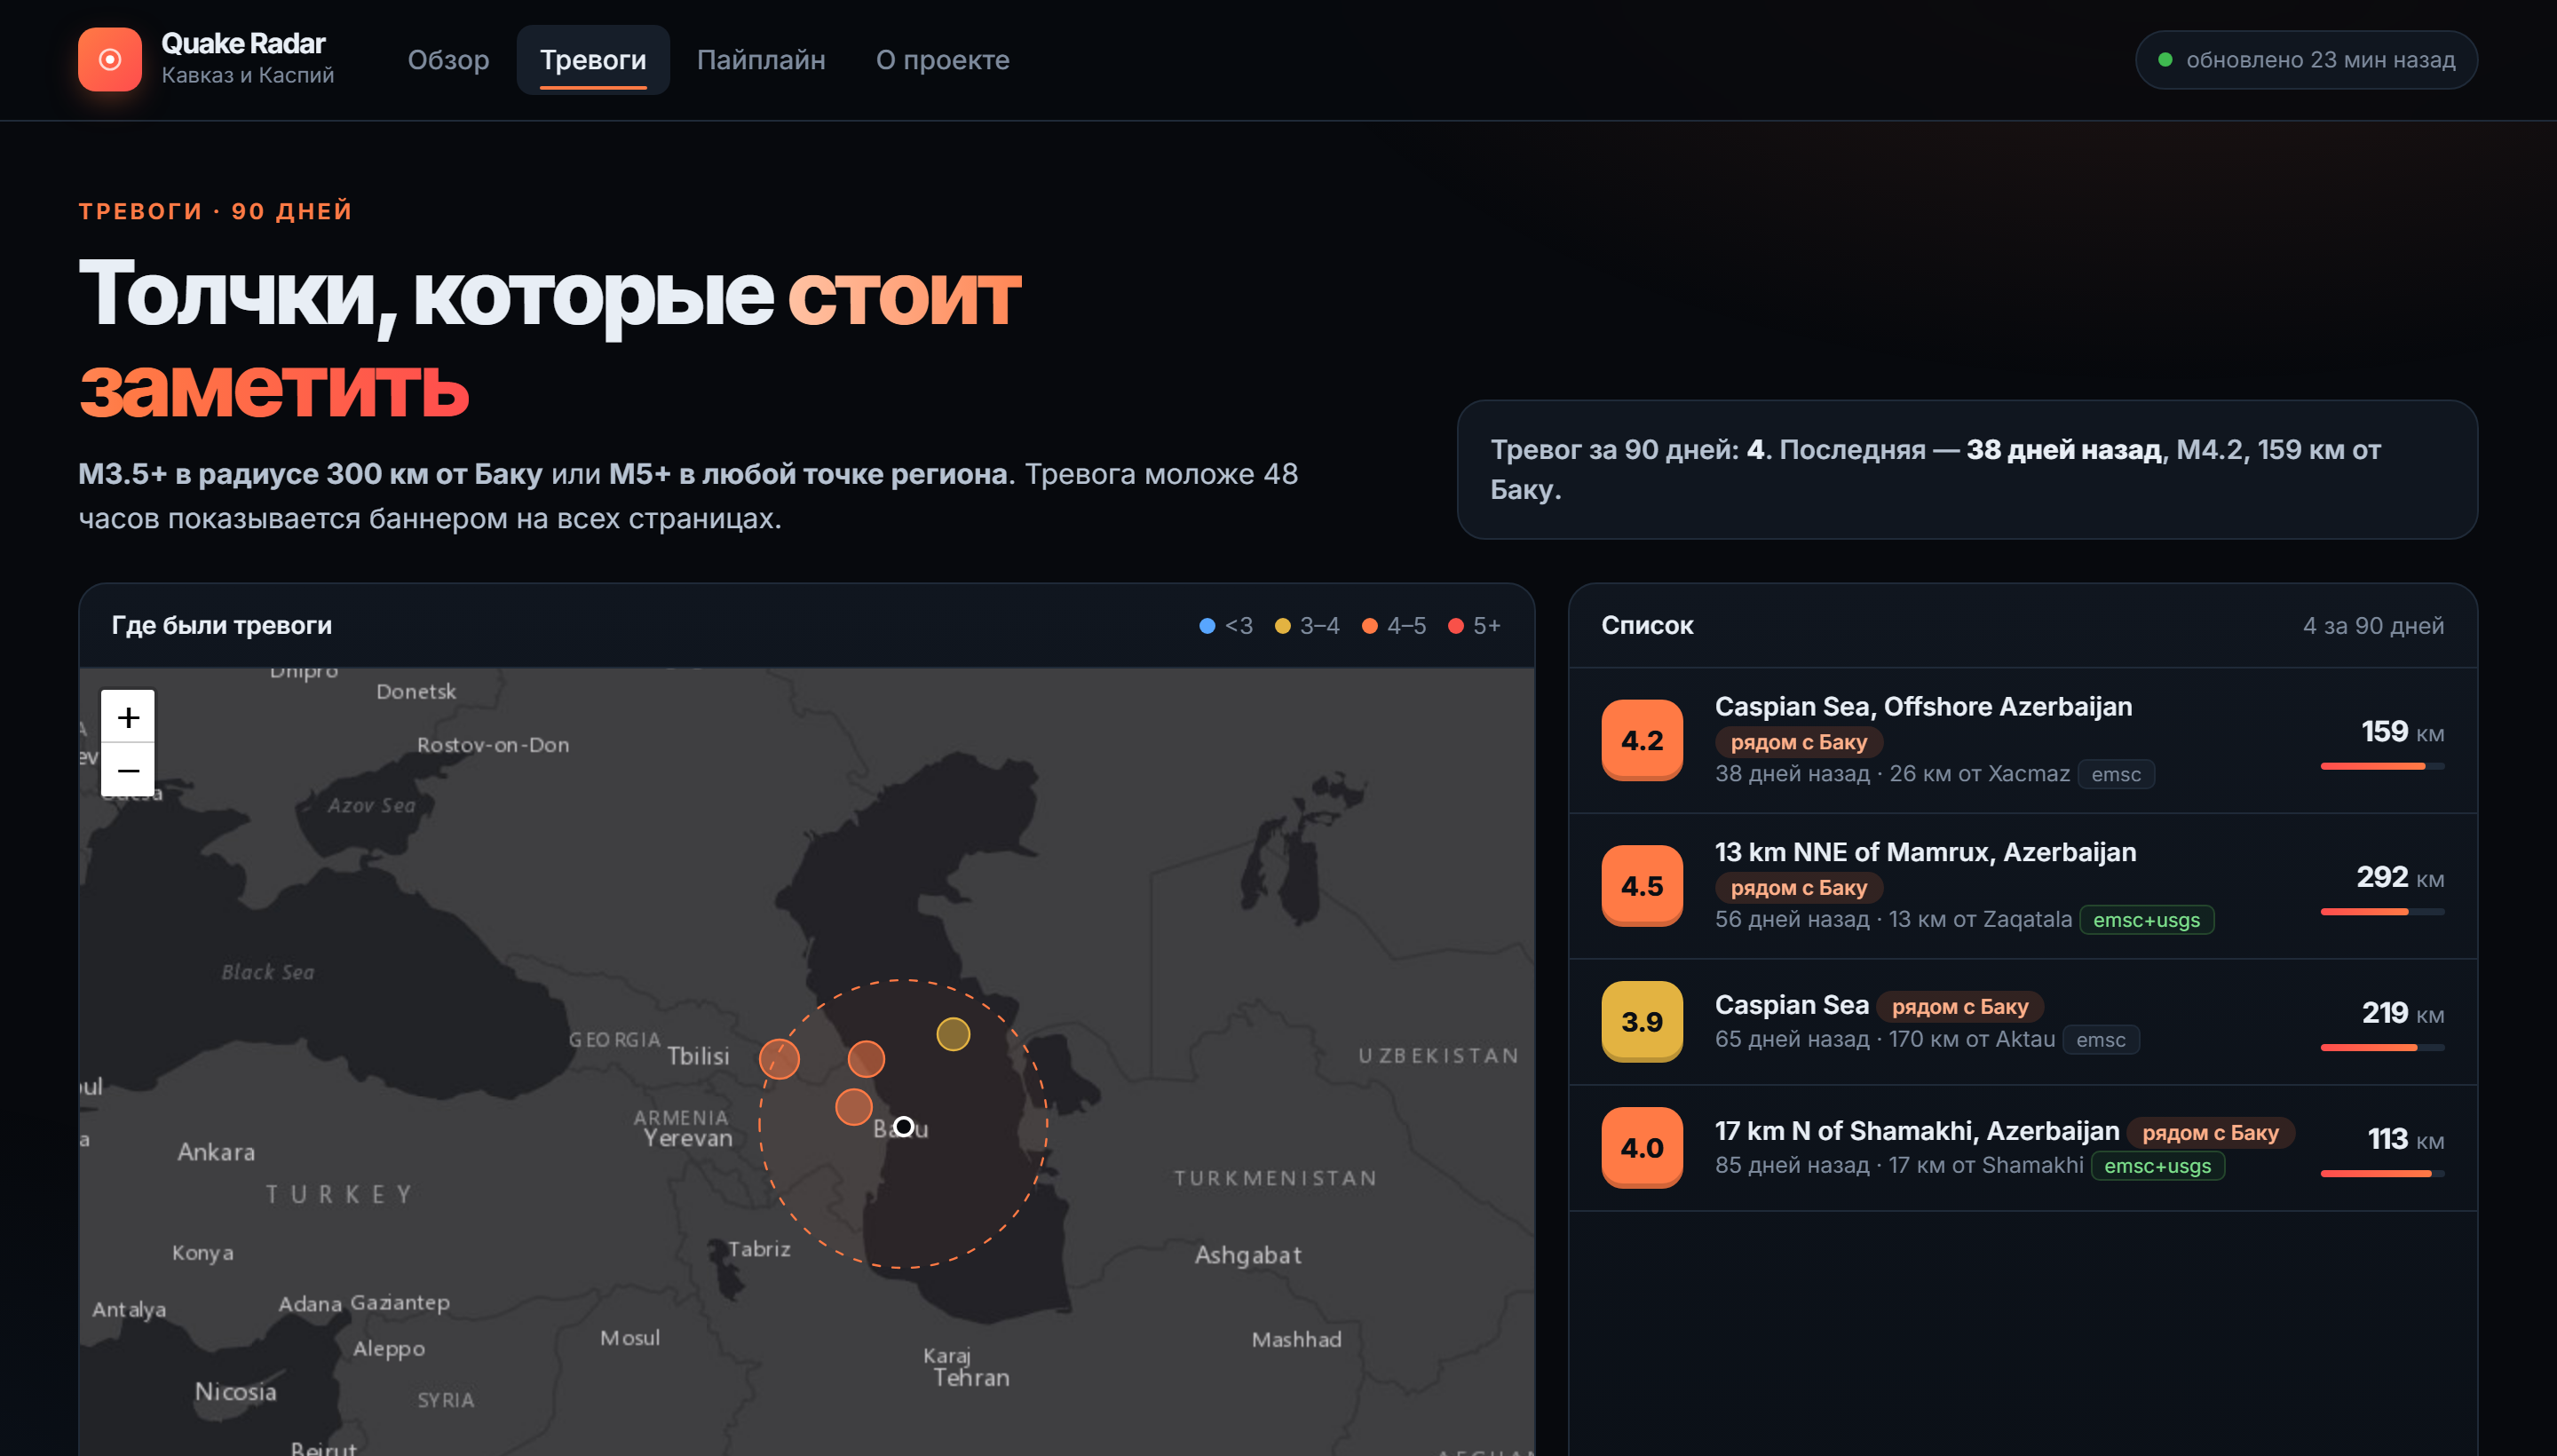 Quake Radar
Кавказ и Каспий
Обзор
Тревоги
Пайплайн
О проекте
обновлено 23 мин назад
ТРЕВОГИ · 90 ДНЕЙ
Толчки, которые стоит
заметить
М3.5+ в радиусе 300 км от Баку или М5+ в любой точке региона. Тревога моложе 48
часов показывается баннером на всех страницах.
Тревог за 90 дней: 4. Последняя — 38 дней назад, М4.2, 159 км от
Баку.
Где были тревоги
<3
3–4
4–5
5+
+
−
Dnipro
Donetsk
Rostov-on-Don
Azov Sea
Black Sea
GEORGIA
Tbilisi
ARMENIA
Yerevan
UZBEKISTAN
Ankara
TURKEY
TURKMENISTAN
Konya
Tabriz
Ashgabat
Antalya
Adana
Gaziantep
Aleppo
Mosul
Mashhad
Karaj
Tehran
Nicosia
SYRIA
Beirut
Список
4 за 90 дней
4.2
Caspian Sea, Offshore Azerbaijan
рядом с Баку
38 дней назад · 26 км от Xacmaz emsc
159 км
4.5
13 km NNE of Mamrux, Azerbaijan
рядом с Баку
56 дней назад · 13 км от Zaqatala emsc+usgs
292 км
3.9
Caspian Sea рядом с Баку
65 дней назад · 170 км от Aktau emsc
219 км
4.0
17 km N of Shamakhi, Azerbaijan рядом с Баку
85 дней назад · 17 км от Shamakhi emsc+usgs
113 км